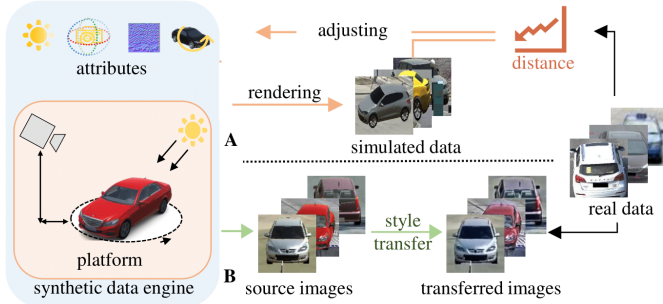 attributes
adjusting
distance
rendering
A
simulated data
real data
platform
synthetic data engine
B
source images
style
transfer
transferred images